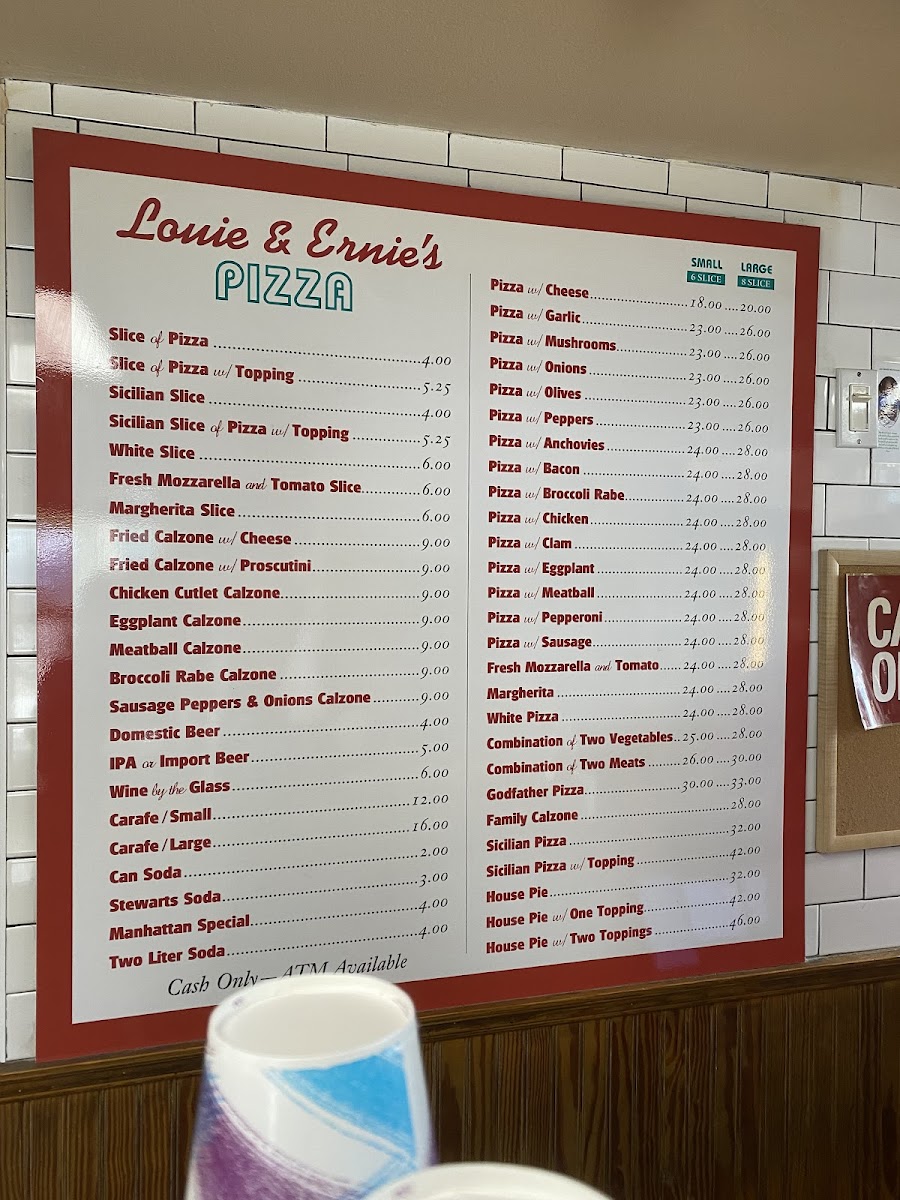 Louie & Ernie's
PIZZA
Slice of Pizza 4.00
Slice of Pizza w/ Topping 5.25
Sicilian Slice 4.00
Sicilian Slice of Pizza w/ Topping 5.25
White Slice 6.00
Fresh Mozzarella and Tomato Slice 6.00
Margherita Slice 6.00
Fried Calzone w/ Cheese 9.00
Fried Calzone w/ Proscutini 9.00
Chicken Cutlet Calzone 9.00
Eggplant Calzone 9.00
Meatball Calzone 9.00
Broccoli Rabe Calzone 9.00
Sausage Peppers & Onions Calzone 9.00
Domestic Beer 4.00
IPA or Import Beer 5.00
Wine by the Glass 6.00
Carafe / Small 12.00
Carafe / Large 16.00
Can Soda 2.00
Stewarts Soda 3.00
Manhattan Special 4.00
Two Liter Soda 4.00
Cash Only — ATM Available
SMALL LARGE
6 SLICE 8 SLICE
Pizza w/ Cheese 18.00 20.00
Pizza w/ Garlic 23.00 26.00
Pizza w/ Mushrooms 23.00 26.00
Pizza w/ Onions 23.00 26.00
Pizza w/ Olives 23.00 26.00
Pizza w/ Peppers 23.00 26.00
Pizza w/ Anchovies 24.00 28.00
Pizza w/ Bacon 24.00 28.00
Pizza w/ Broccoli Rabe 24.00 28.00
Pizza w/ Chicken 24.00 28.00
Pizza w/ Clam 24.00 28.00
Pizza w/ Eggplant 24.00 28.00
Pizza w/ Meatball 24.00 28.00
Pizza w/ Pepperoni 24.00 28.00
Pizza w/ Sausage 24.00 28.00
Fresh Mozzarella and Tomato 24.00 28.00
Margherita 24.00 28.00
White Pizza 24.00 28.00
Combination of Two Vegetables 25.00 28.00
Combination of Two Meats 26.00 30.00
Godfather Pizza 30.00 33.00
Family Calzone 28.00
Sicilian Pizza 32.00
Sicilian Pizza w/ Topping 42.00
House Pie 32.00
House Pie w/ One Topping 42.00
House Pie w/ Two Toppings 46.00